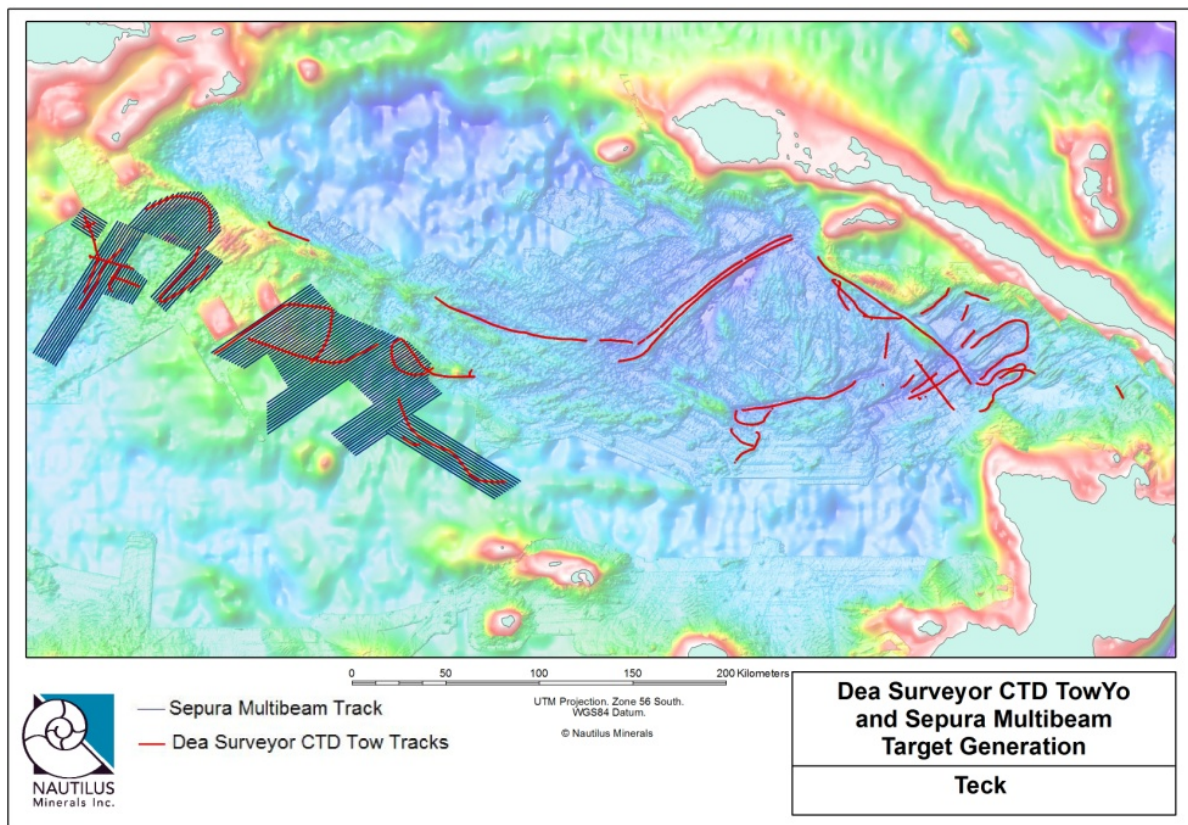 0 50 100 150 200 Kilometers
UTM Projection. Zone 56 South.
WGS84 Datum.
© Nautilus Minerals
Sepura Multibeam Track
Dea Surveyor CTD Tow Tracks
NAUTILUS
Minerals Inc.
Dea Surveyor CTD TowYo
and Sepura Multibeam
Target Generation
Teck